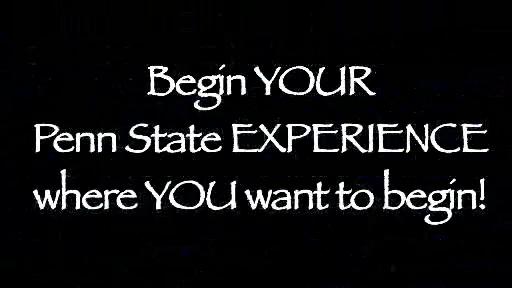 Begin YOUR
Penn State EXPERIENCE
where YOU want to begin!